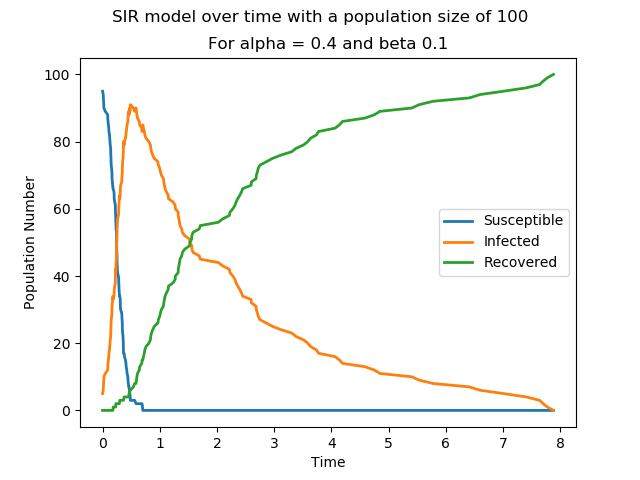 SIR model over time with a population size of 100
For alpha = 0.4 and beta 0.1
100
80
60
40
20
0
Population Number
Susceptible
Infected
Recovered
0 1 2 3 4 5 6 7 8
Time